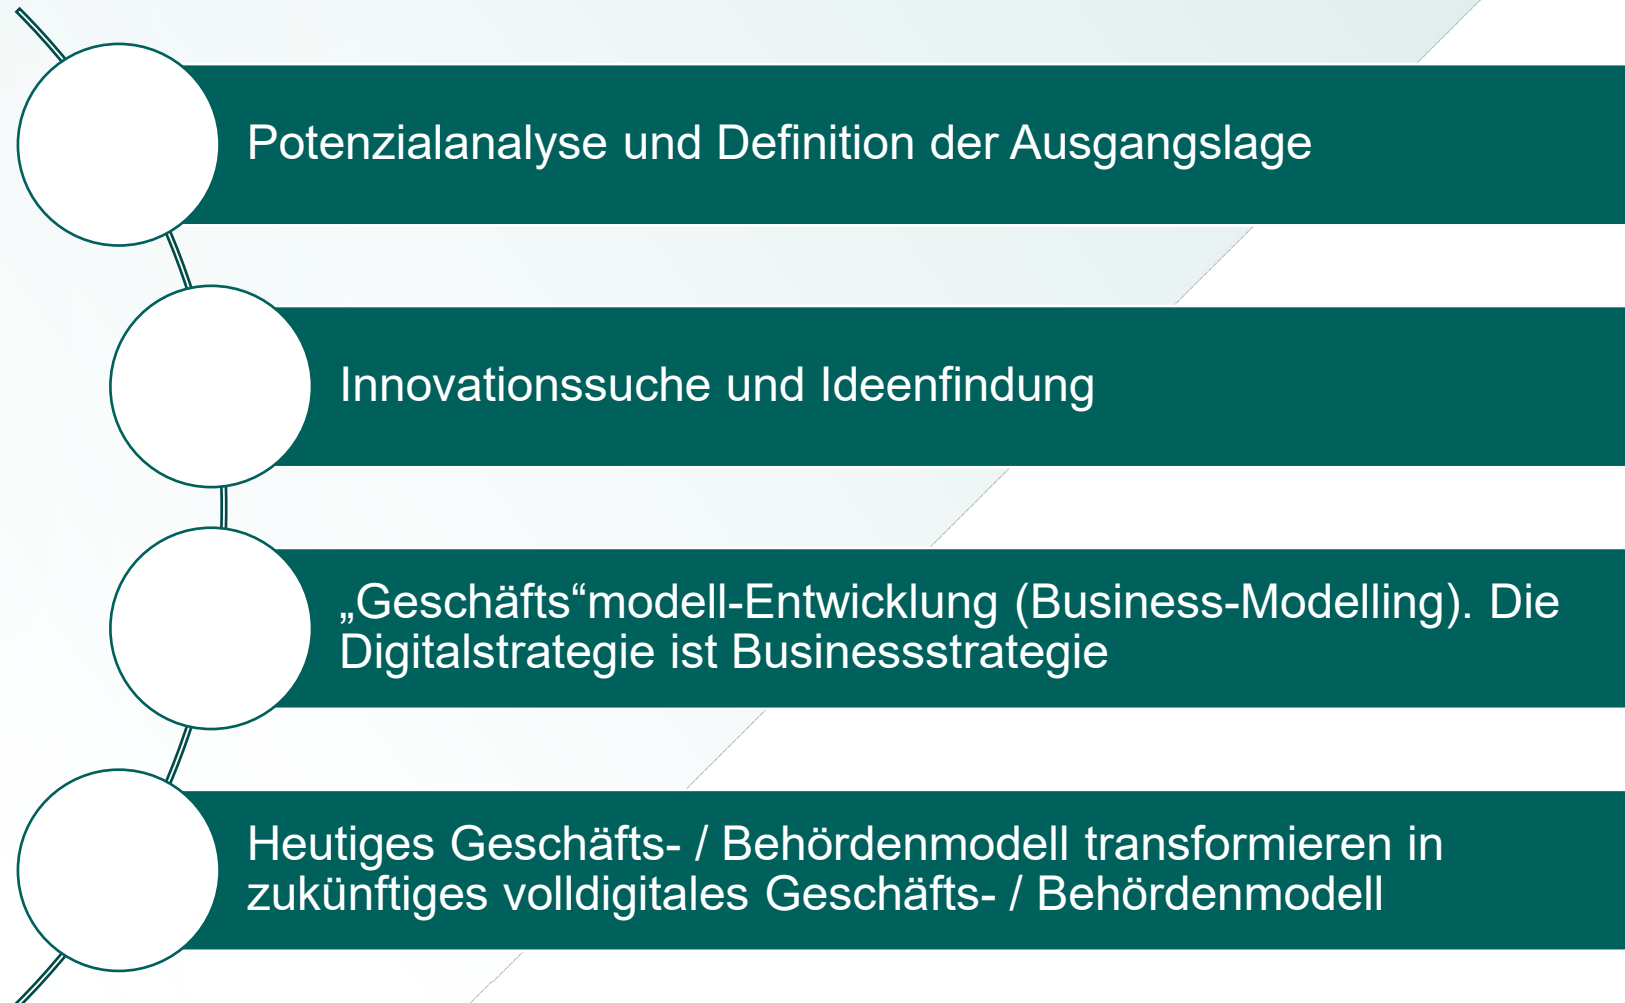 Potenzialanalyse und Definition der Ausgangslage
Innovationssuche und Ideenfindung
„Geschäfts“modell-Entwicklung (Business-Modelling). Die
Digitalstrategie ist Businessstrategie
Heutiges Geschäfts- / Behördenmodell transformieren in
zukünftiges volldigitales Geschäfts- / Behördenmodell